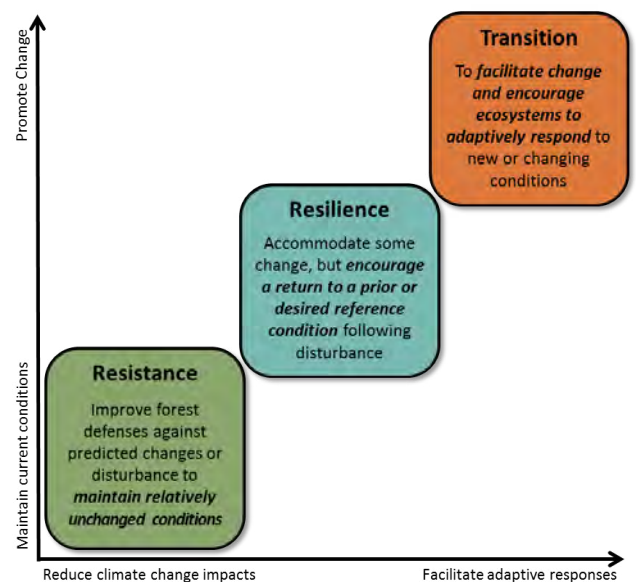 Promote Change
Transition
To facilitate change
and encourage
ecosystems to
adaptively respond to
new or changing
conditions
Resilience
Accommodate some
change, but encourage
a return to a prior or
desired reference
condition following
disturbance
Maintain current conditions
Resistance
Improve forest
defenses against
predicted changes or
disturbance to
maintain relatively
unchanged conditions
Reduce climate change impacts
Facilitate adaptive responses